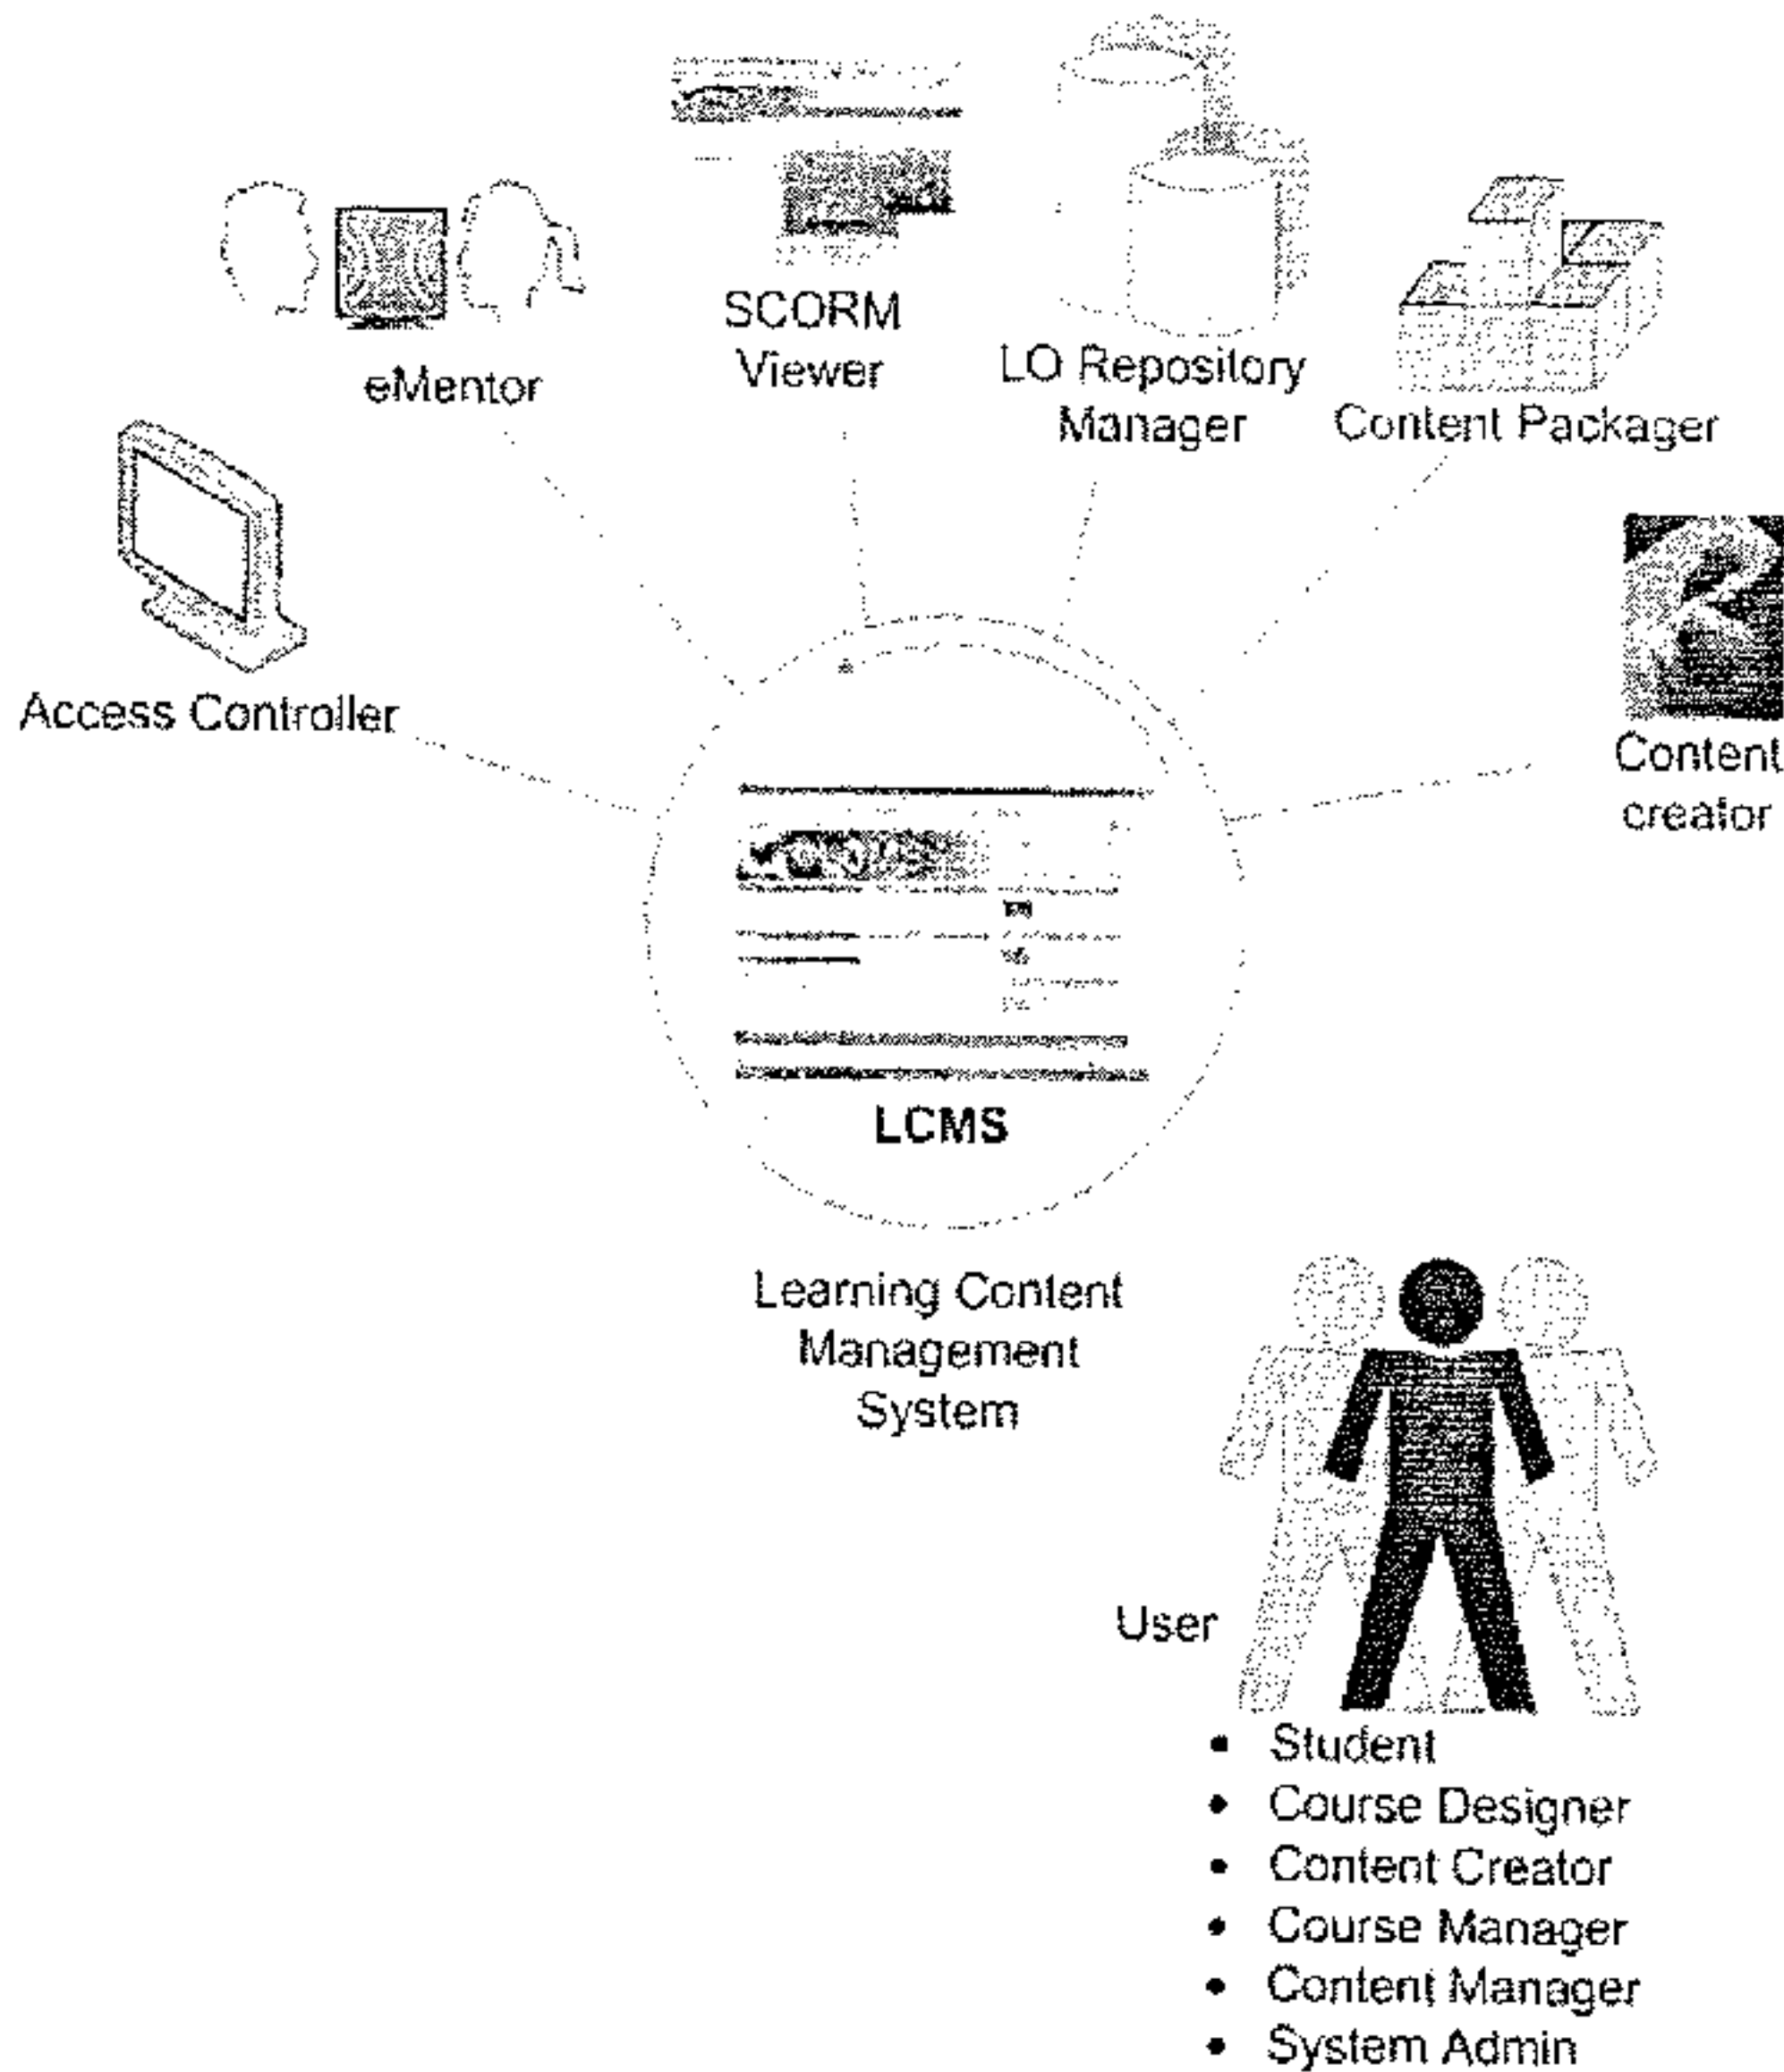 SCORM
Viewer
LO Repository
Manager
eMentor
Content Packager
Access Controller
Content
creator
LCMS
Learning Content
Management
System
User
• Student
• Course Designer
• Content Creator
• Course Manager
• Content Manager
• System Admin